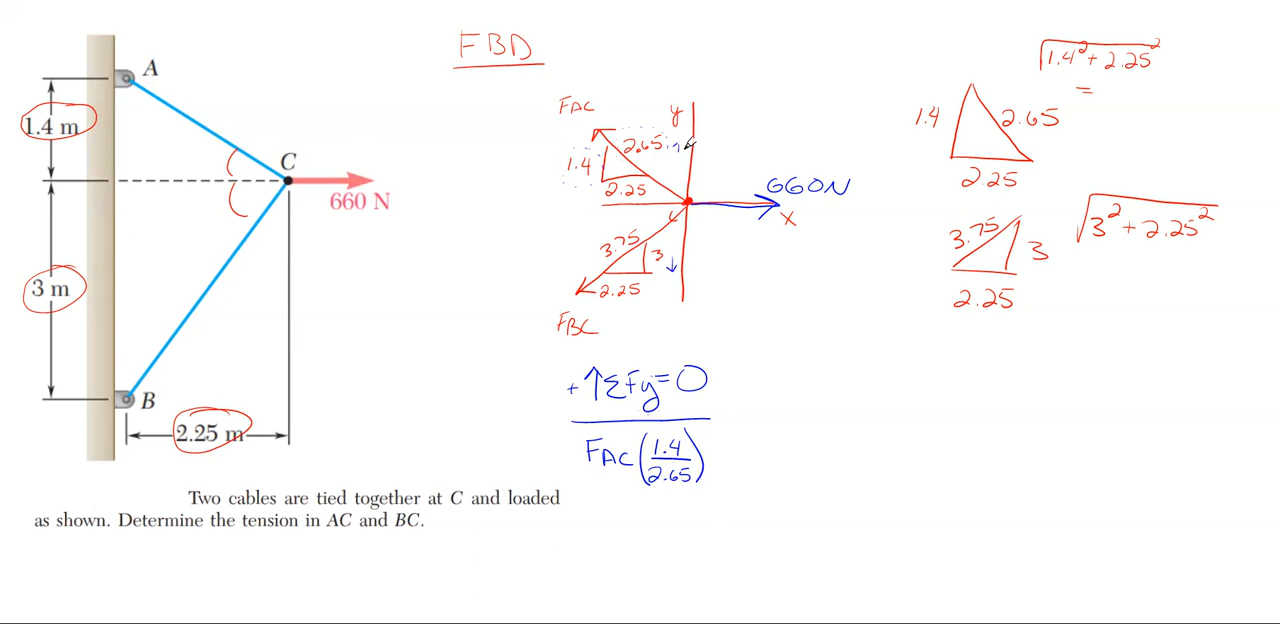 A
1.4 m
C
660 N
3 m
B
2.25 m
Two cables are tied together at C and loaded
as shown. Determine the tension in AC and BC.
FBD
FAC
y
2.65
1.4
2.25
660N
x
3.75
3
2.25
FBC
+↑ΣFy=0
FAC(1.4/2.65)
√1.4²+2.25²
=
1.4
2.65
2.25
3.75
3
2.25
√3²+2.25²